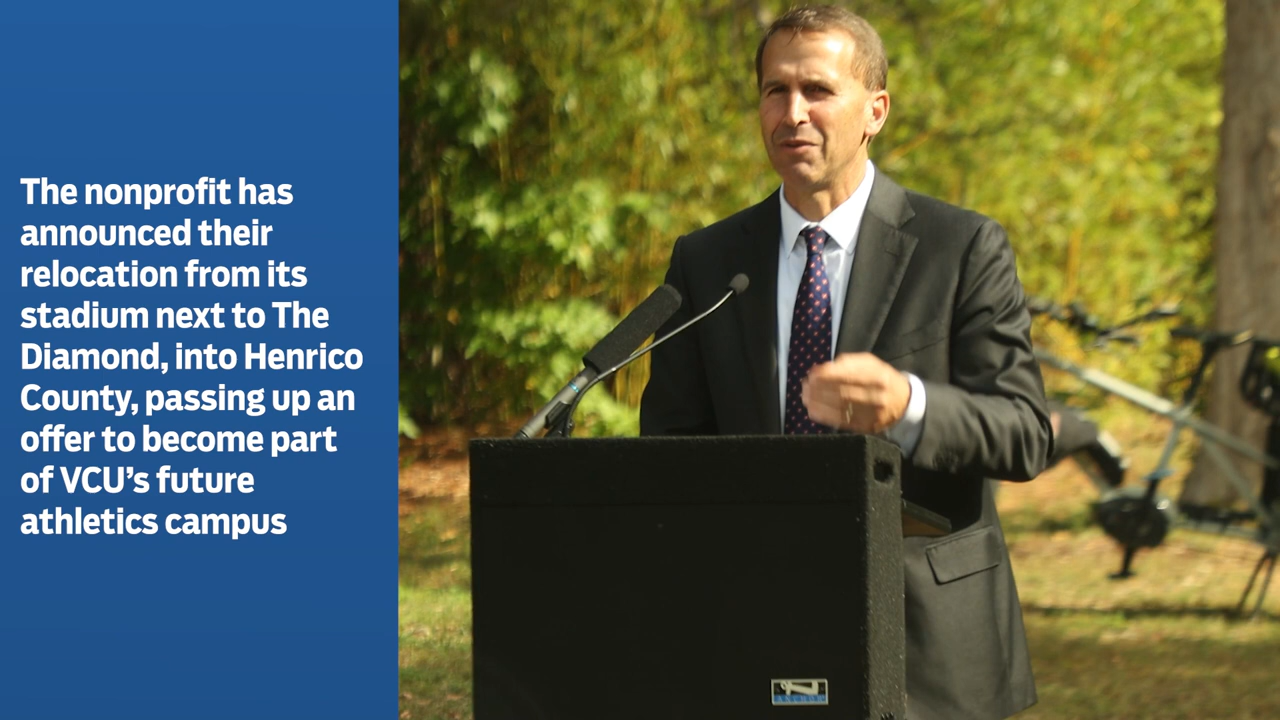 The nonprofit has
announced their
relocation from its
stadium next to The
Diamond, into Henrico
County, passing up an
offer to become part
of VCU’s future
athletics campus
ANCHOR